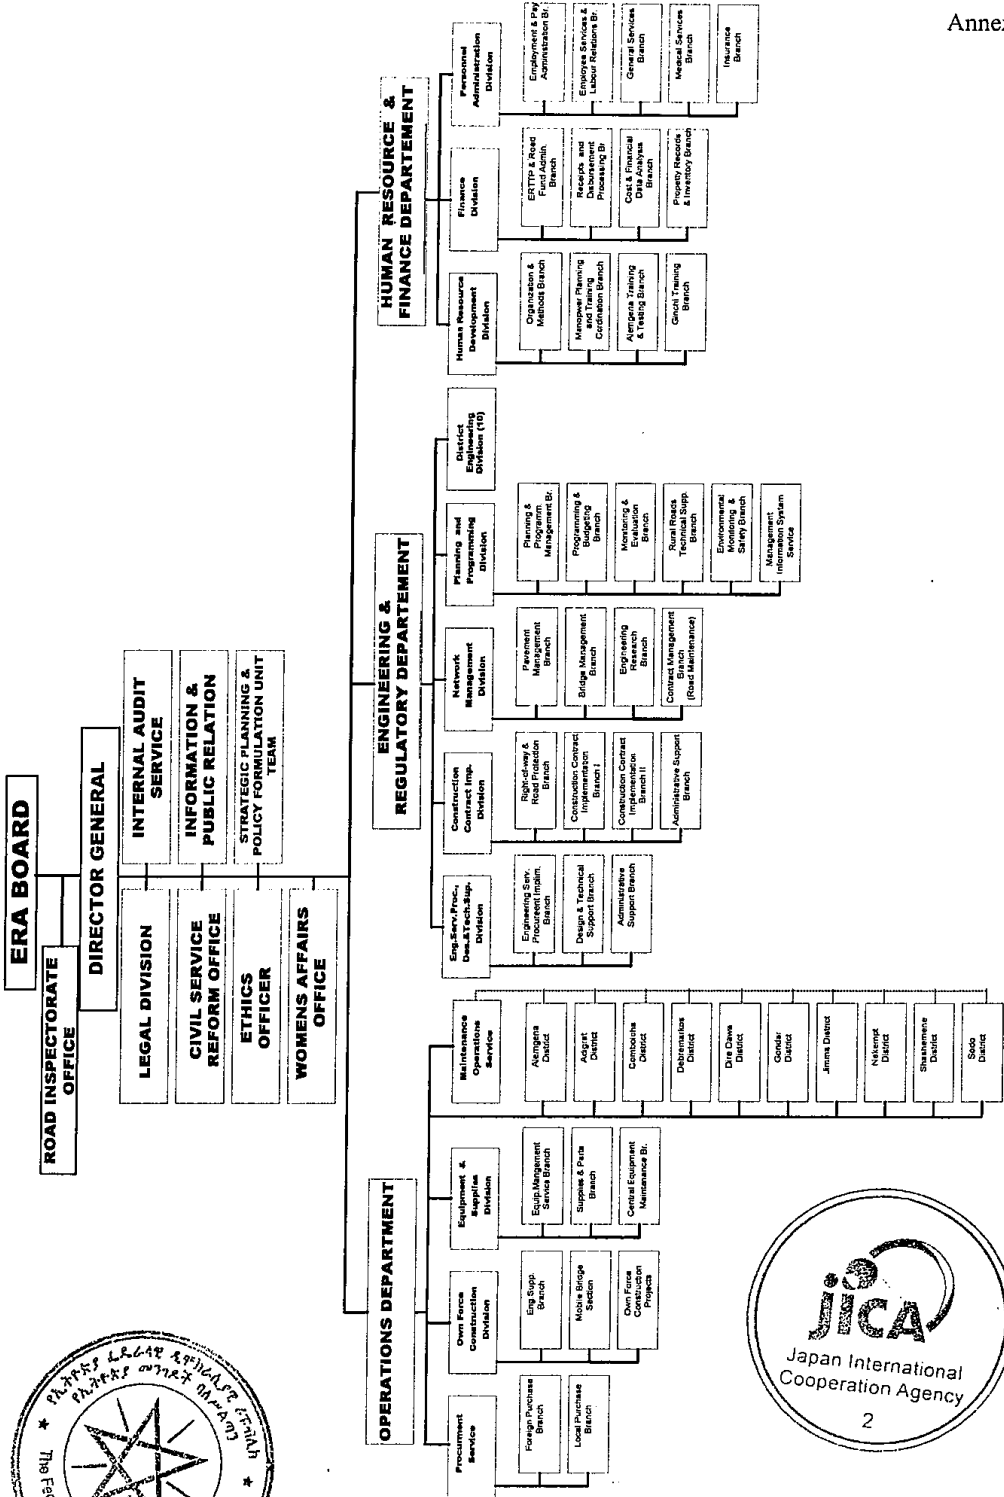 Annex
ERA BOARD
ROAD INSPECTORATE
OFFICE
DIRECTOR GENERAL
LEGAL DIVISION
INTERNAL AUDIT
SERVICE
CIVIL SERVICE
REFORM OFFICE
INFORMATION &
PUBLIC RELATION
ETHICS
OFFICER
STRATEGIC PLANNING &
POLICY FORMULATION UNIT
TEAM
WOMENS AFFAIRS
OFFICE
OPERATIONS DEPARTMENT
Procurment
Service
Foreign Purchase
Branch
Local Purchase
Branch
Own Force
Construction
Division
Eng Supp.
Branch
Mobile Bridge
Section
Own Force
Construction
Projects
Equipment &
Supplies
Division
Equip.Mangement
Service Branch
Supplies & Parts
Branch
Central Equipment
Maintenance Br.
Maintenance
Operations
Service
Alemgena
District
Adigrat
District
Combolcha
District
Debremarkos
District
Dire Dawa
District
Gondar
District
Jimma District
Nekempt
District
Shashemene
District
Sodo
District
ENGINEERING &
REGULATORY DEPARTEMENT
Eng.Serv.Proc.,
Des.&Tech.Sup.
Division
Engineering Serv.
Procureent Implim.
Branch
Design & Technical
Support Branch
Administrative
Support Branch
Construction
Contract Imp.
Division
Right-of-way &
Road Protection
Branch
Construction Contract
Implementation
Branch I
Construction Contract
Implementation
Branch II
Administrative Support
Branch
Network
Management
Division
Pavement
Management
Branch
Bridge Management
Branch
Engineering
Research
Branch
Contract Management
Branch
(Road Maintenance)
Planning and
Programming
Division
Planning &
Programm.
Management Br.
Programming &
Budgeting
Branch
Monitoring &
Evaluation
Branch
Rural Roads
Technical Supp.
Branch
Environmental
Monitoring &
Safety Branch
Management
Information System
Service
District
Engineering
Division (10)
HUMAN RESOURCE &
FINANCE DEPARTEMENT
Human Resource
Development
Division
Organization &
Methods Branch
Manopwer Planning
and Training
Cordination Branch
Alemgena Training
& Testing Branch
Ginchi Training
Branch
Finance
Division
ERTTP & Road
Fund Admin.
Branch
Receipts and
Disbursement
Processing Br.
Cost & Financial
Data Analysis
Branch
Property Records
& Inventory Branch
Personnel
Administration
Division
Employment & Pay
Administration Br.
Employee Services &
Labour Relations Br.
General Services
Branch
Medical Services
Branch
Insurance
Branch
jICA
Japan International
Cooperation Agency
2